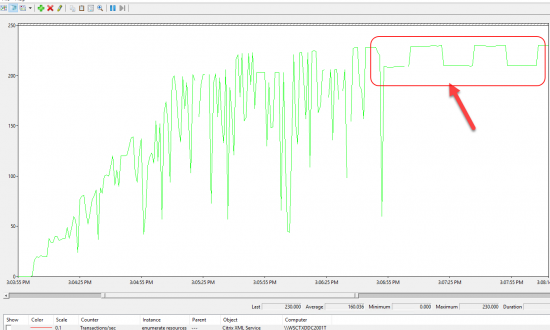 250
200
150
100
50
0
3:03:55 PM 3:04:25 PM 3:04:55 PM 3:05:25 PM 3:05:55 PM 3:06:25 PM 3:06:55 PM 3:07:25 PM 3:07:55 PM 3:08:1
Last 230.000 Average 160.036 Minimum 0.000 Maximum 230.000 Duration
Show Color Scale Counter Instance Parent Object Computer
0.1 Transactions/sec enumerate resources --- Citrix XML Service \\WSCTXDDC2001T